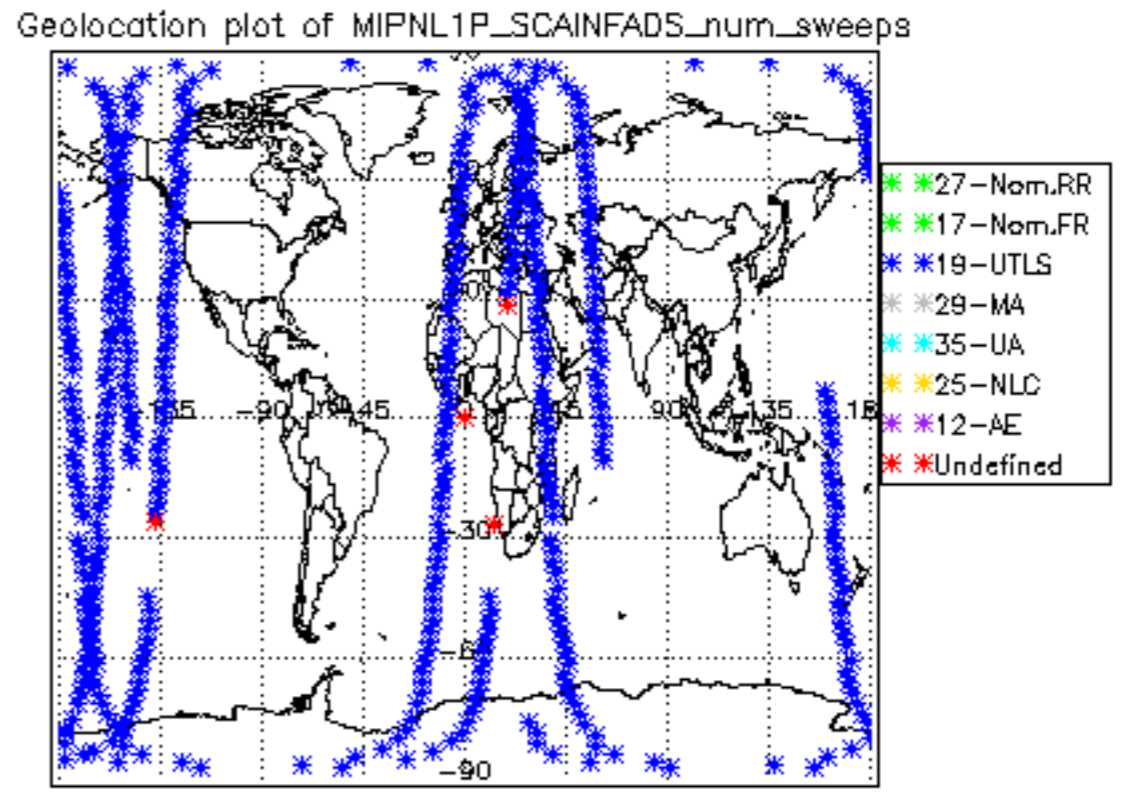 Geolocation plot of MIPNL1P_SCAINFADS_num_sweeps
27-Nom.RR
17-Nom.FR
19-UTLS
29-MA
35-UA
25-NLC
12-AE
Undefined
-90
45
90
135
-30
-90